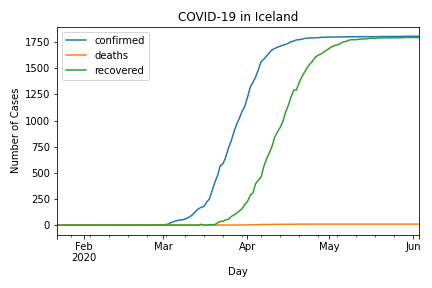 COVID-19 in Iceland
confirmed
deaths
recovered
Number of Cases
1750
1500
1250
1000
750
500
250
0
Feb
2020
Mar
Apr
May
Jun
Day